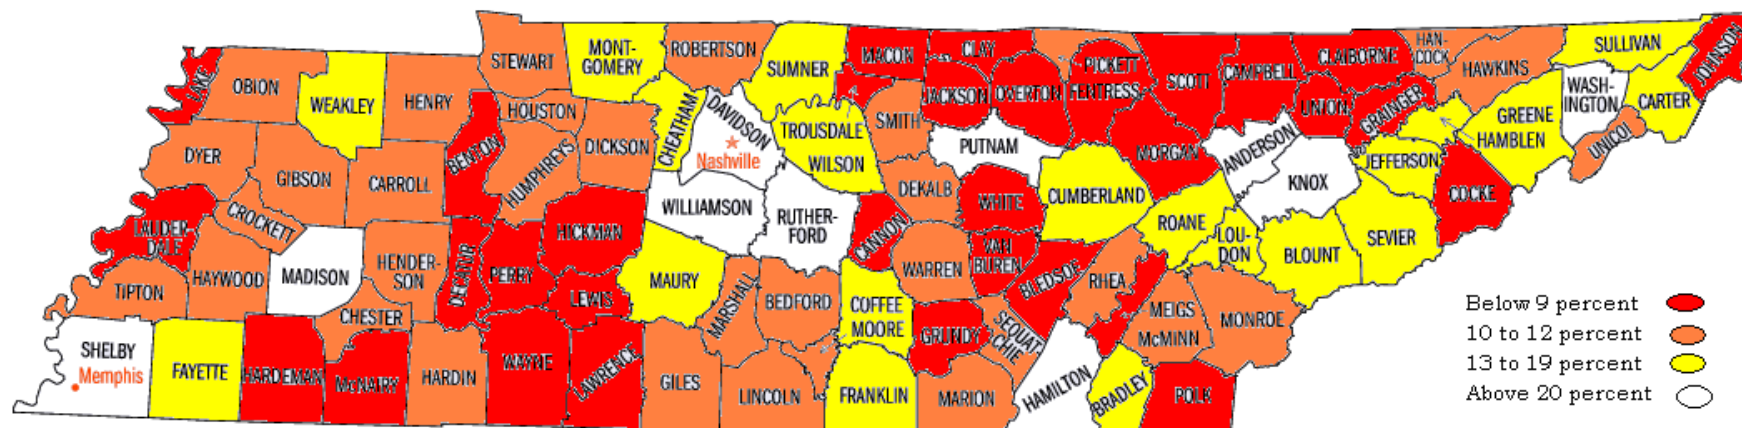 STEWART
MONT-
GOMERY
ROBERTSON
SUMNER
MACON
CLAY
PICKETT
FENTRESS
SCOTT
CAMPBELL
CLAIBORNE
HAN-
COCK
HAWKINS
SULLIVAN
JOHNSON
LAKE
OBION
WEAKLEY
HENRY
HOUSTON
BENTON
HUMPHREYS
DICKSON
CHEATHAM
DAVIDSON
Nashville
TROUSDALE
WILSON
SMITH
JACKSON
OVERTON
PUTNAM
MORGAN
ANDERSON
UNION
GRAINGER
GREENE
HAMBLEN
WASH-
INGTON
CARTER
UNICOI
DYER
GIBSON
CARROLL
CROCKETT
LAUDER-
DALE
HAYWOOD
MADISON
HENDER-
SON
DECATUR
PERRY
HICKMAN
LEWIS
WILLIAMSON
RUTHER-
FORD
CANNON
DEKALB
WHITE
CUMBERLAND
ROANE
LOU-
DON
KNOX
JEFFERSON
COCKE
SEVIER
BLOUNT
TIPTON
CHESTER
MAURY
MARSHALL
BEDFORD
COFFEE
MOORE
WARREN
VAN
BUREN
BLEDSOE
RHEA
MEIGS
McMINN
MONROE
SHELBY
Memphis
FAYETTE
HARDEMAN
McNAIRY
HARDIN
WAYNE
LAWRENCE
GILES
LINCOLN
FRANKLIN
GRUNDY
SEQUAT-
CHIE
MARION
HAMILTON
BRADLEY
POLK
Below 9 percent
10 to 12 percent
13 to 19 percent
Above 20 percent